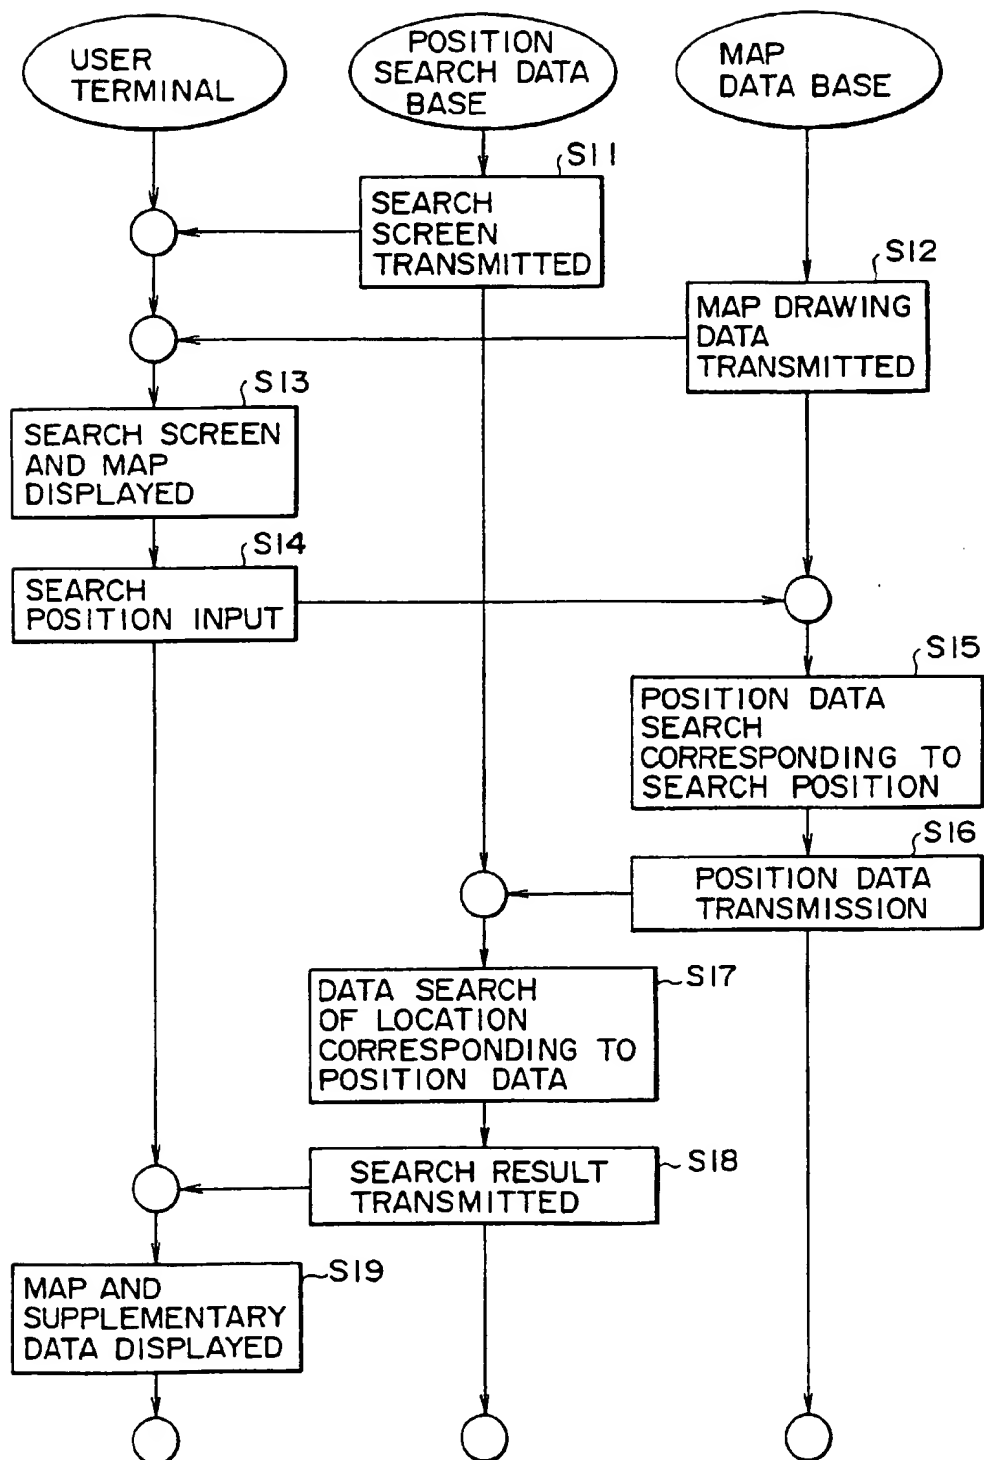 USER
TERMINAL
POSITION
SEARCH DATA
BASE
MAP
DATA BASE
S11
SEARCH
SCREEN
TRANSMITTED
S12
MAP DRAWING
DATA
TRANSMITTED
S13
SEARCH SCREEN
AND MAP
DISPLAYED
S14
SEARCH
POSITION INPUT
S15
POSITION DATA
SEARCH
CORRESPONDING TO
SEARCH POSITION
S16
POSITION DATA
TRANSMISSION
S17
DATA SEARCH
OF LOCATION
CORRESPONDING TO
POSITION DATA
S18
SEARCH RESULT
TRANSMITTED
S19
MAP AND
SUPPLEMENTARY
DATA DISPLAYED